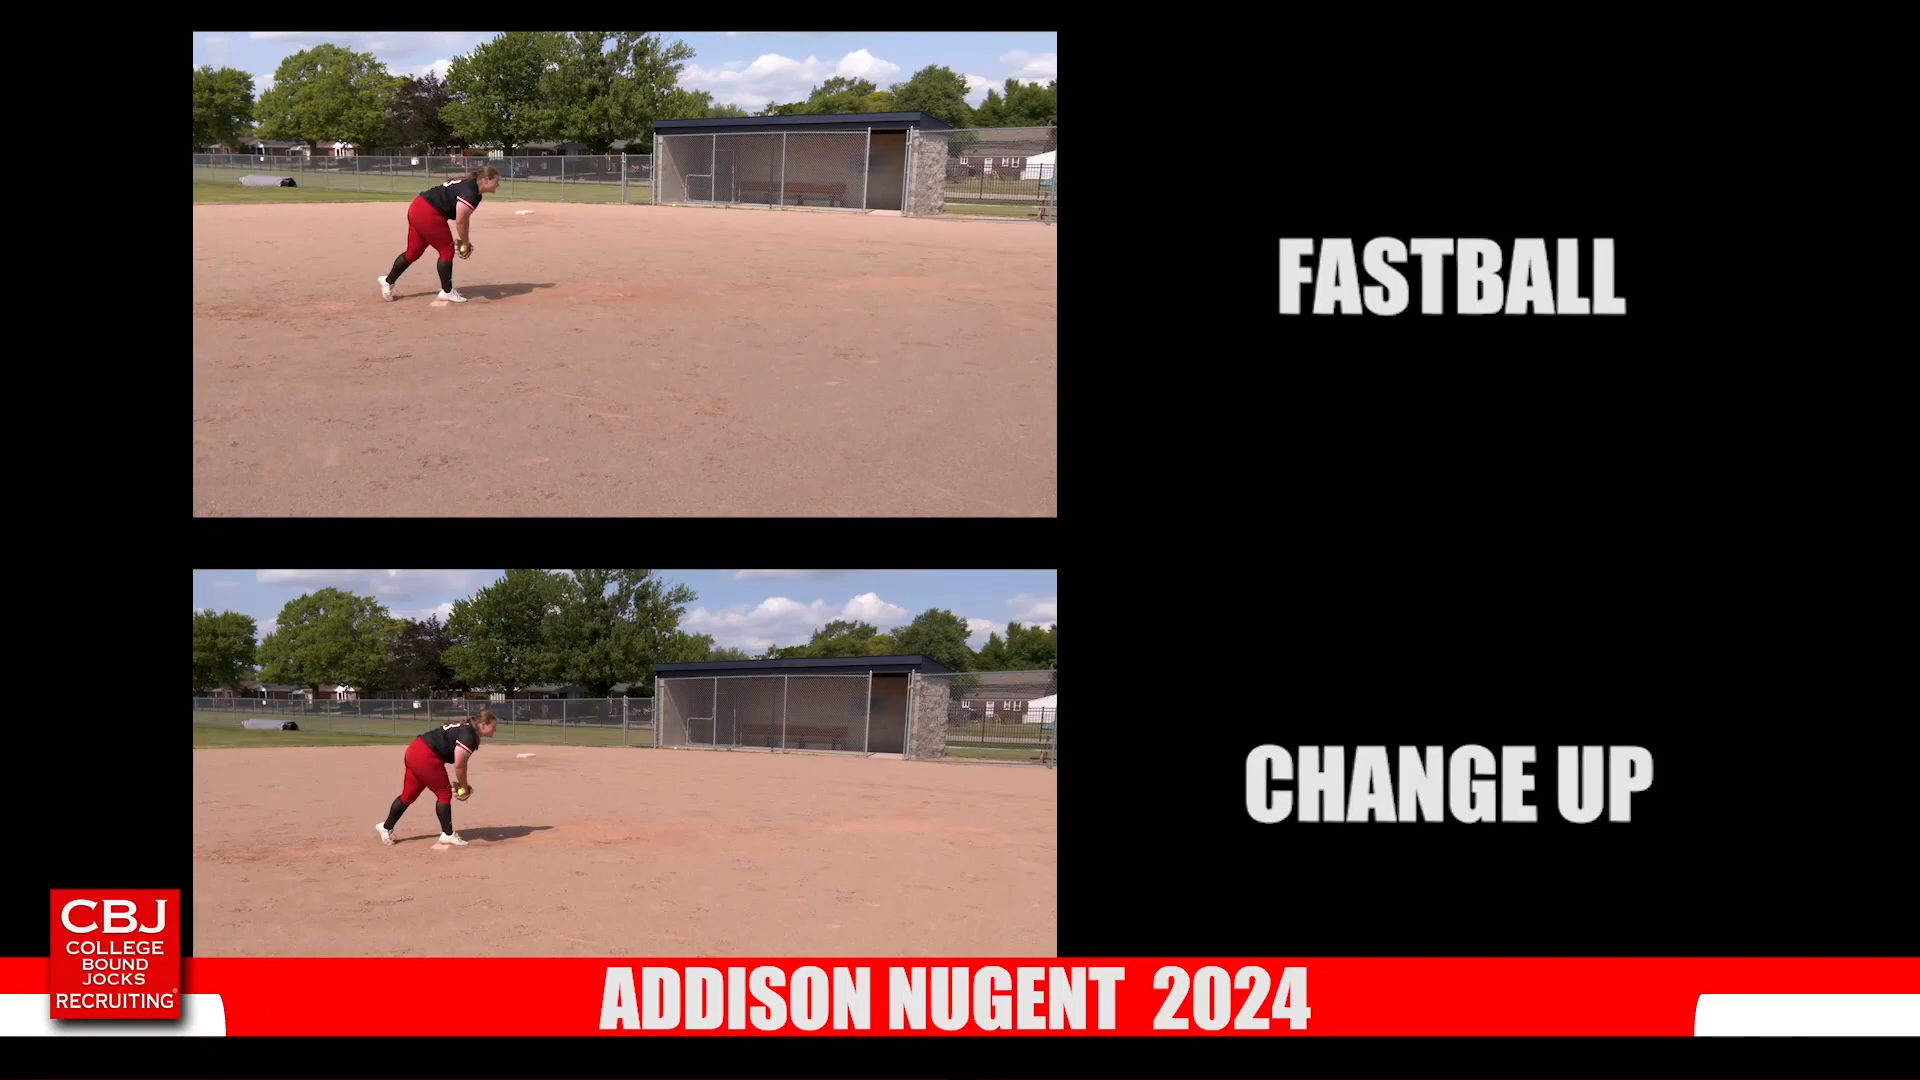 FASTBALL
CHANGE UP
CBJ
COLLEGE
BOUND
JOCKS
RECRUITING®
ADDISON NUGENT 2024